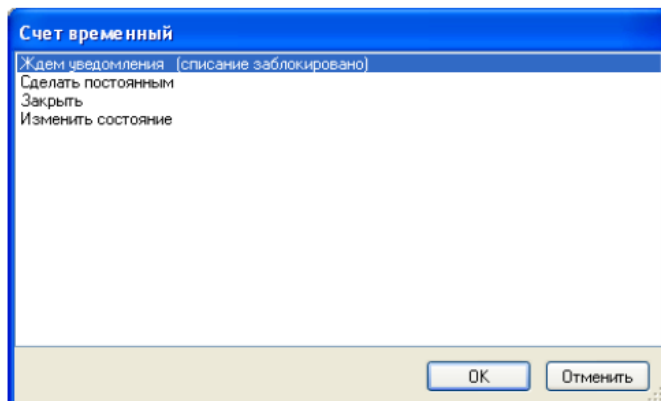 Счет временный
Ждем уведомления (списание заблокировано)
Сделать постоянным
Закрыть
Изменить состояние
OK
Отменить